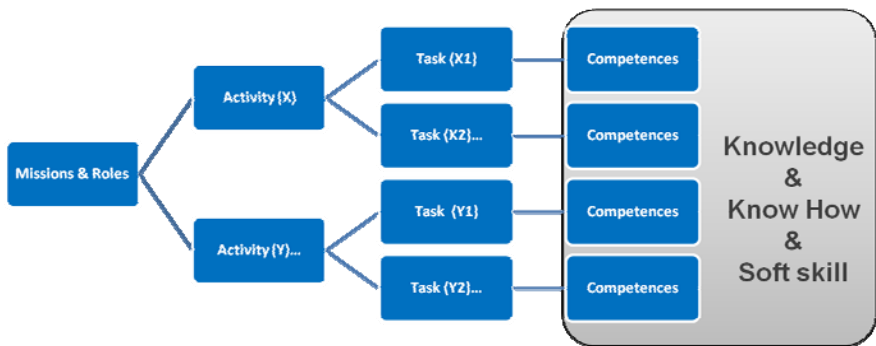 Missions & Roles
Activity (X)
Activity (Y)...
Task (X1)
Task (X2)...
Task (Y1)
Task (Y2)...
Competences
Competences
Competences
Competences
Knowledge
&
Know How
&
Soft skill